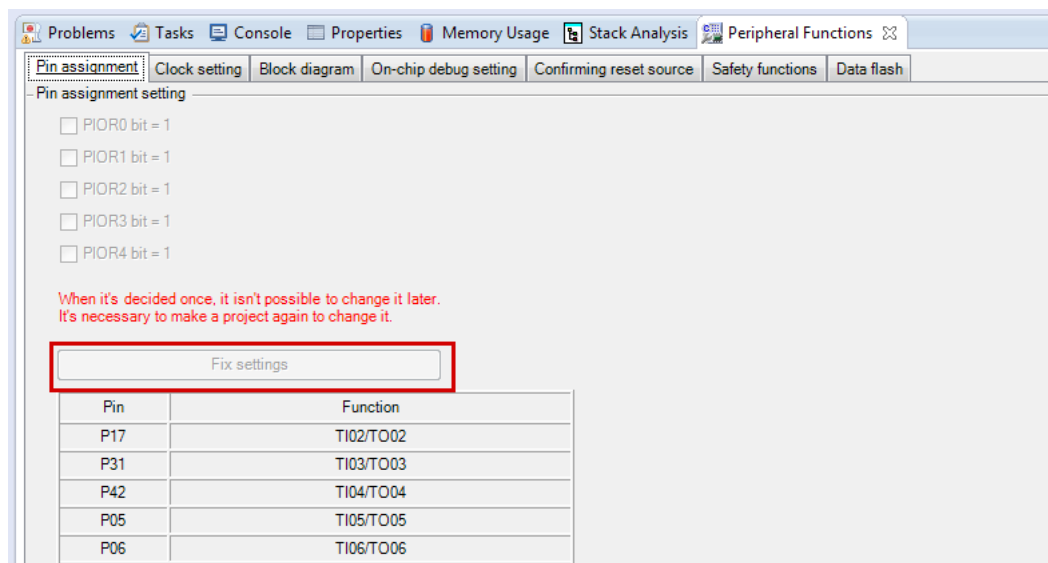 Problems Tasks Console Properties Memory Usage Stack Analysis Peripheral Functions
Pin assignment Clock setting Block diagram On-chip debug setting Confirming reset source Safety functions Data flash
Pin assignment setting
PIOR0 bit = 1
PIOR1 bit = 1
PIOR2 bit = 1
PIOR3 bit = 1
PIOR4 bit = 1
When it's decided once, it isn't possible to change it later.
It's necessary to make a project again to change it.
Fix settings
Pin Function
P17 TI02/TO02
P31 TI03/TO03
P42 TI04/TO04
P05 TI05/TO05
P06 TI06/TO06